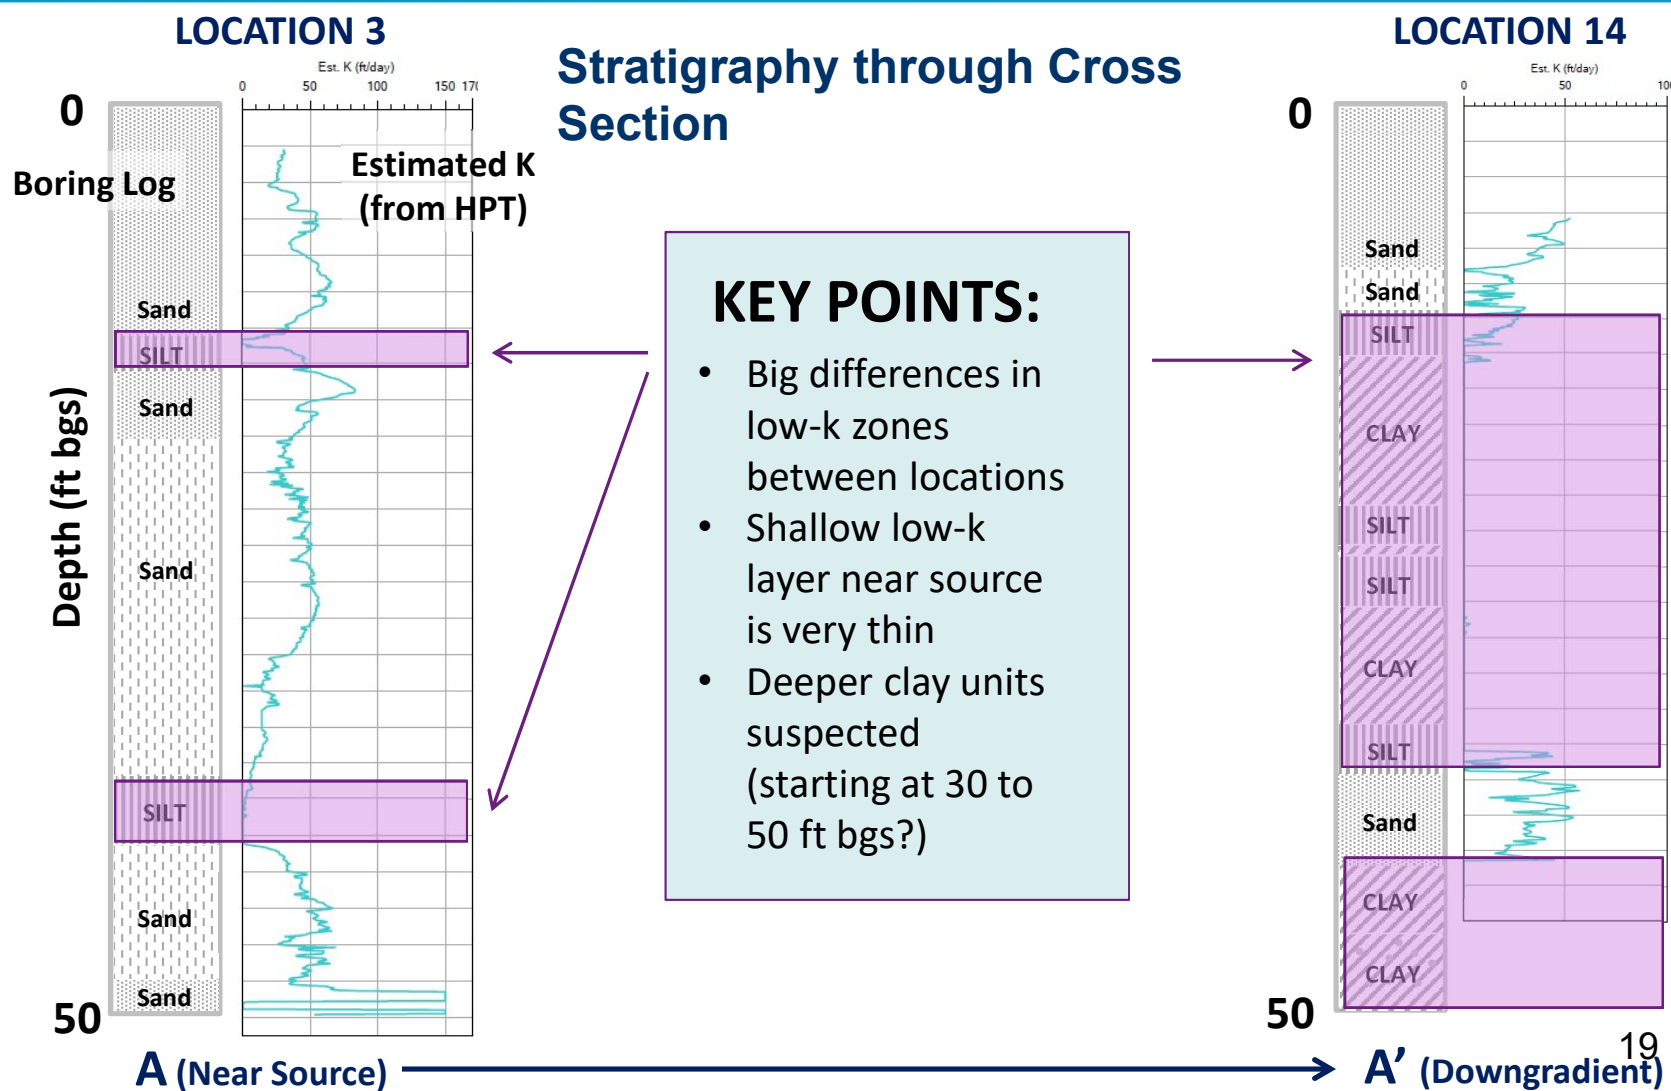 LOCATION 3
Est. K (ft/day)
0 50 100 150 170
Stratigraphy through Cross
Section
LOCATION 14
Est. K (ft/day)
0 50 100
0
Boring Log
Estimated K
(from HPT)
Sand
SILT
Sand
Sand
SILT
Sand
Sand
Depth (ft bgs)
50
KEY POINTS:
• Big differences in
low-k zones
between locations
• Shallow low-k
layer near source
is very thin
• Deeper clay units
suspected
(starting at 30 to
50 ft bgs?)
0
Sand
Sand
SILT
CLAY
SILT
SILT
CLAY
SILT
Sand
CLAY
CLAY
50
A (Near Source)
A’ (Downgradient)
19